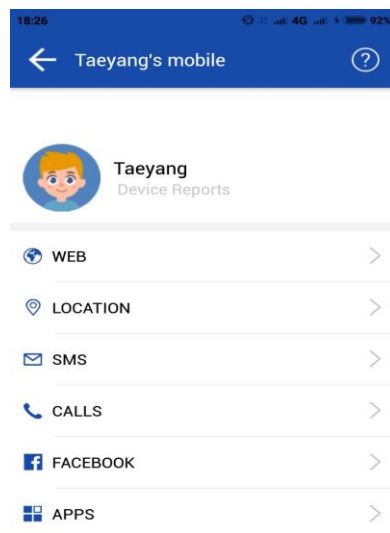 18:26 4G 92%
Taeyang's mobile ?
Taeyang
Device Reports
WEB
LOCATION
SMS
CALLS
f FACEBOOK
APPS